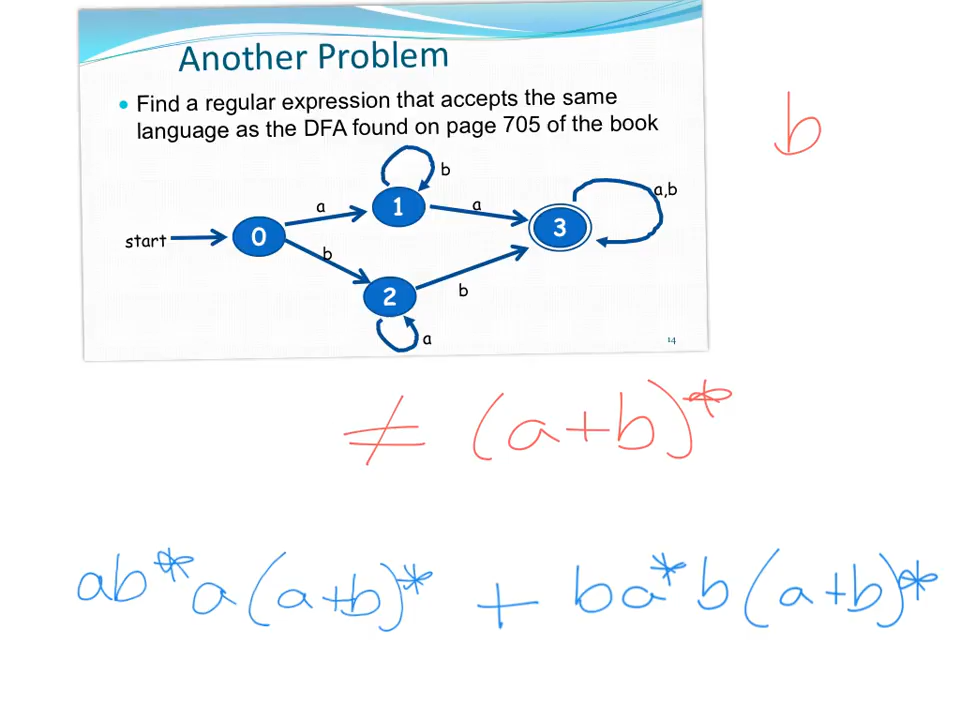 Another Problem
• Find a regular expression that accepts the same
language as the DFA found on page 705 of the book
b
b
a
1
a
a,b
start
0
3
b
2
b
a
14
≠ (a+b)*
ab*a(a+b)* + ba*b(a+b)*